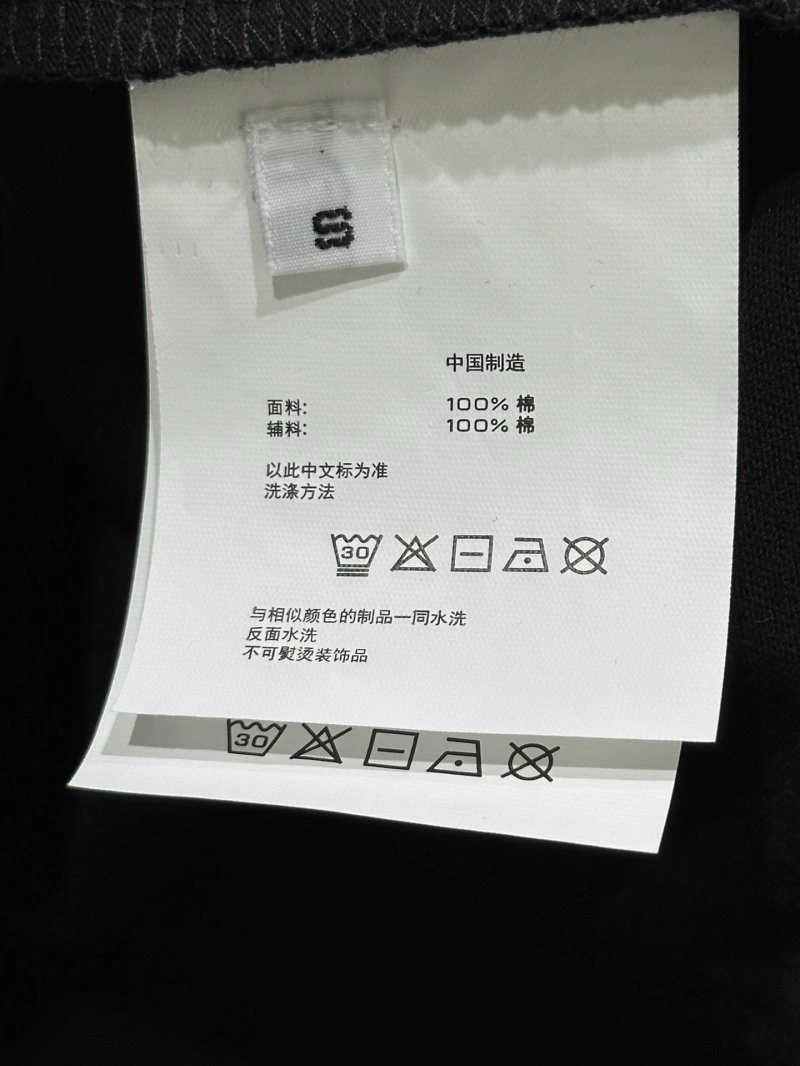 S
中国制造
面料: 100% 棉
辅料: 100% 棉
以此中文标为准
洗涤方法
30
与相似颜色的制品一同水洗
反面水洗
不可熨烫装饰品
30